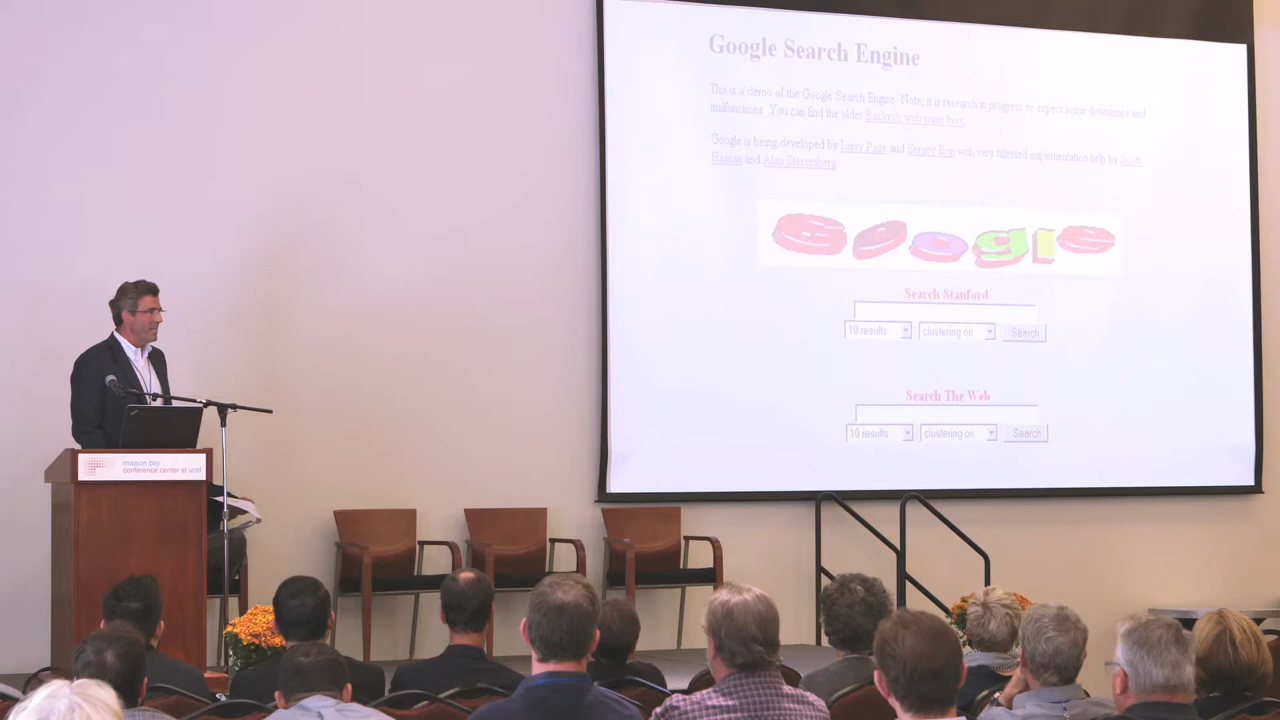 Google Search Engine
This is a demo of the Google Search Engine. Note, it is research in progress so expect some downtimes and
malfunctions. You can find the older Backrub web page here.
Google is being developed by Larry Page and Sergey Brin with very talented implementation help by Scott
Hassan and Alan Steremberg.
Google
Search Stanford
10 results clustering on Search
Search The Web
10 results clustering on Search
mission bay
conference center at ucsf